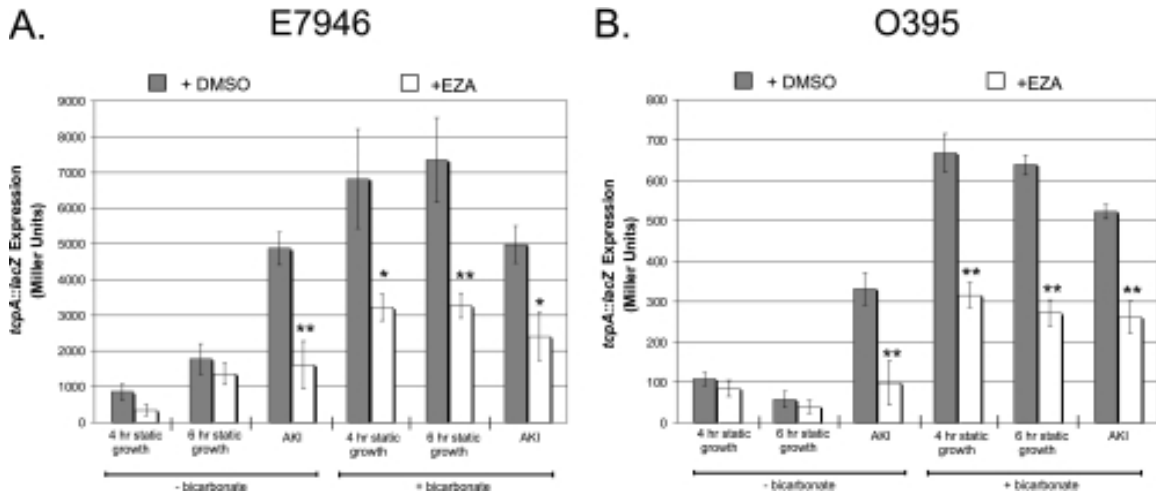 A.
E7946
+ DMSO
+EZA
tcpA::lacZ Expression
(Miller Units)
9000
8000
7000
6000
5000
4000
3000
2000
1000
0
**
*
**
*
4 hr static
growth
6 hr static
growth
AKI
4 hr static
growth
6 hr static
growth
AKI
- bicarbonate
+ bicarbonate
B.
O395
+ DMSO
+EZA
tcpA::lacZ Expression
(Miller Units)
800
700
600
500
400
300
200
100
0
**
**
**
**
4 hr static
growth
6 hr static
growth
AKI
4 hr static
growth
6 hr static
growth
AKI
- bicarbonate
+ bicarbonate